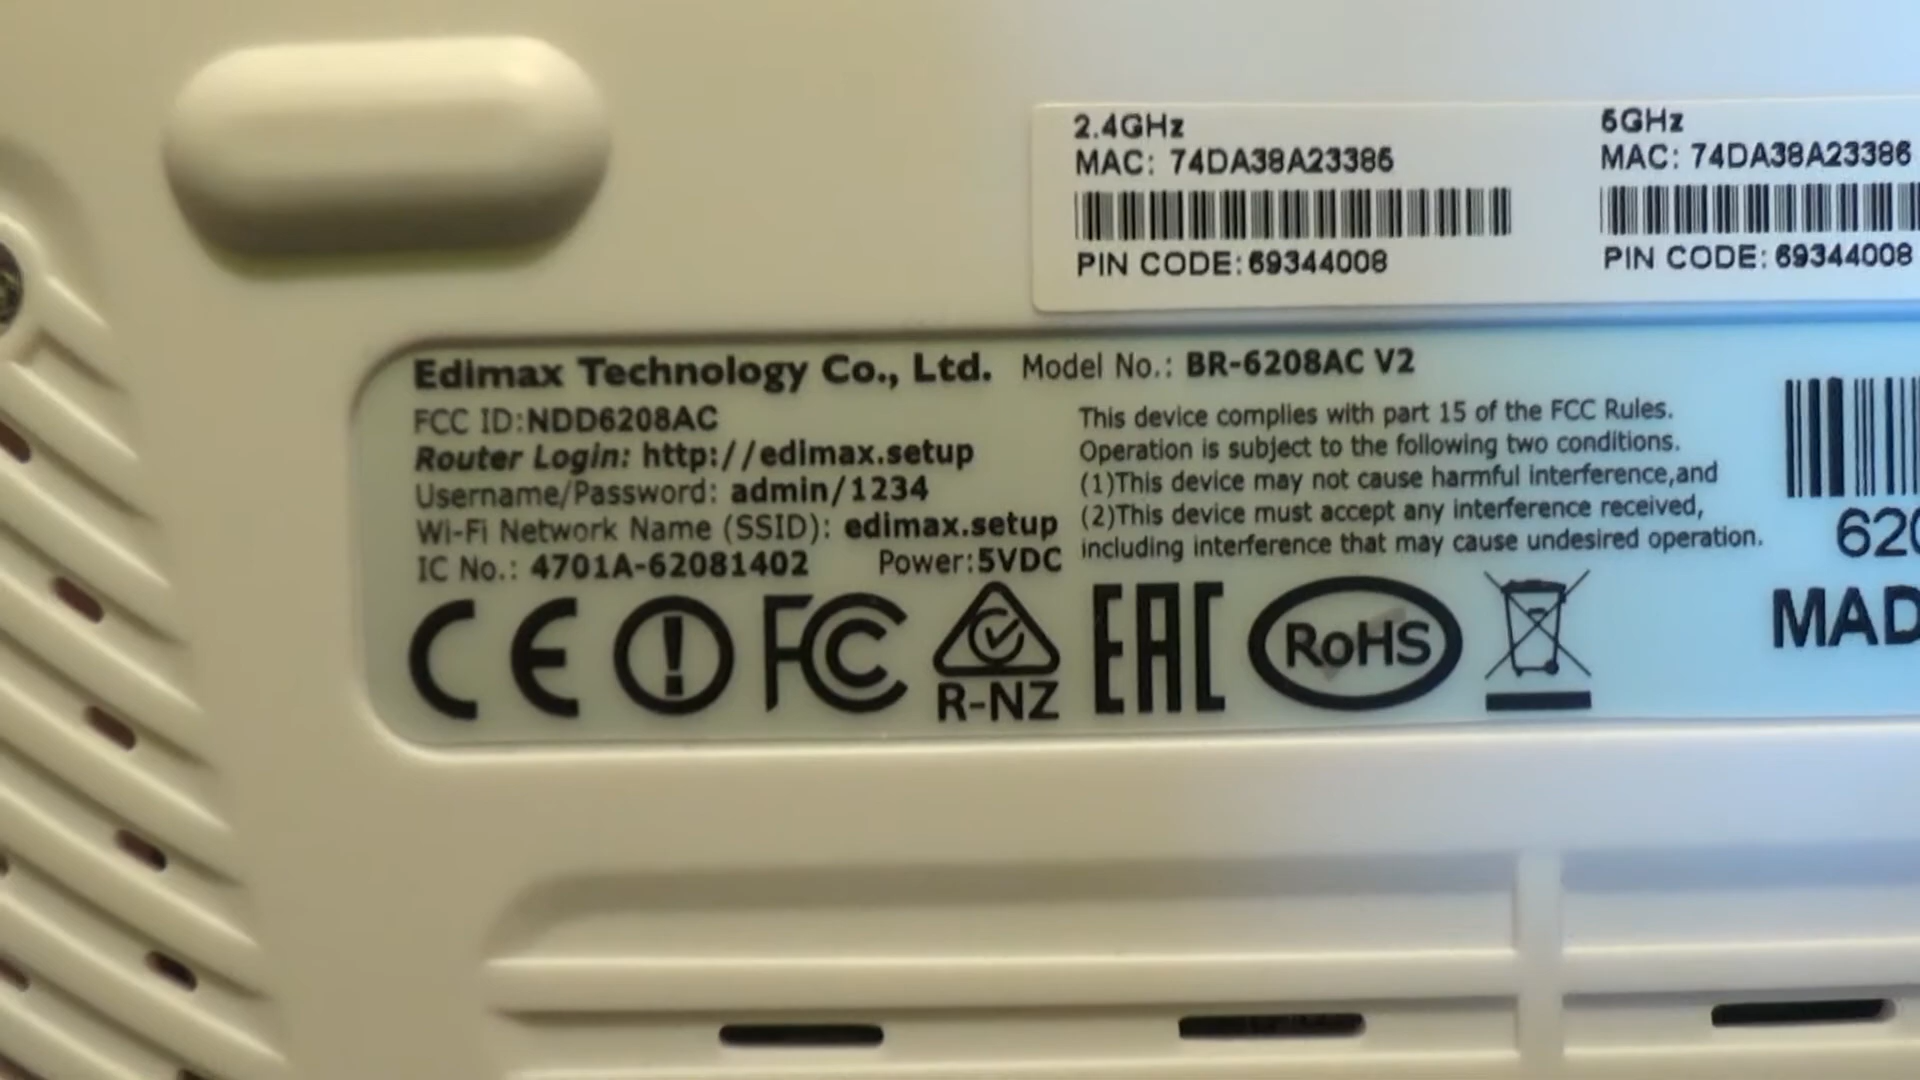 2.4GHz
MAC: 74DA38A23386
PIN CODE: 69344008
5GHz
MAC: 74DA38A23386
PIN CODE: 69344008
Edimax Technology Co., Ltd. Model No.: BR-6208AC V2
FCC ID:NDD6208AC
Router Login: http://edimax.setup
Username/Password: admin/1234
Wi-Fi Network Name (SSID): edimax.setup
IC No.: 4701A-62081402 Power:5VDC
This device complies with part 15 of the FCC Rules.
Operation is subject to the following two conditions.
(1)This device may not cause harmful interference,and
(2)This device must accept any interference received,
including interference that may cause undesired operation.
620
MAD
CE FC R-NZ EAC RoHS